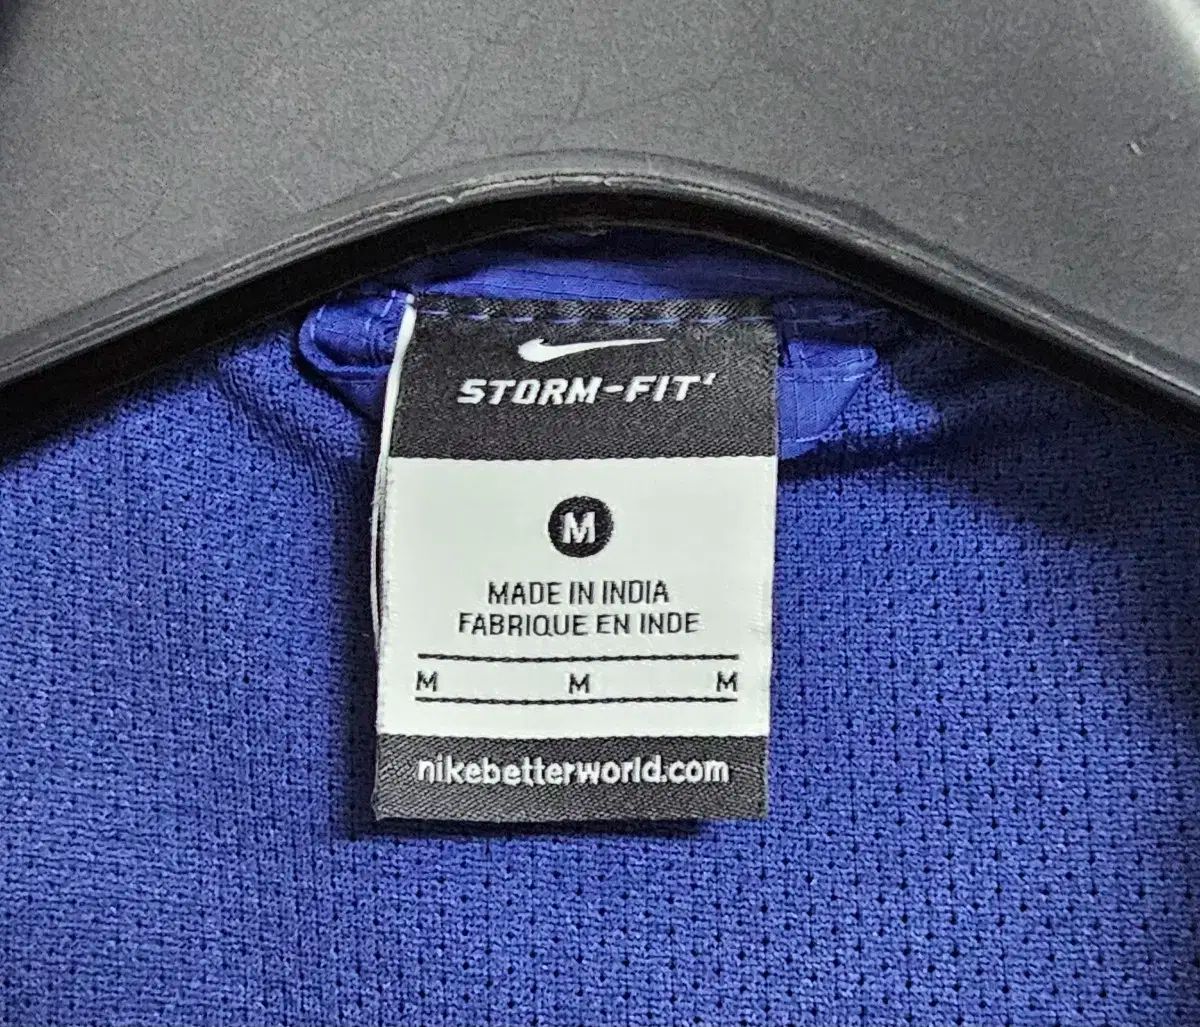 STORM-FIT
M
MADE IN INDIA
FABRIQUE EN INDE
M M M
nikebetterworld.com